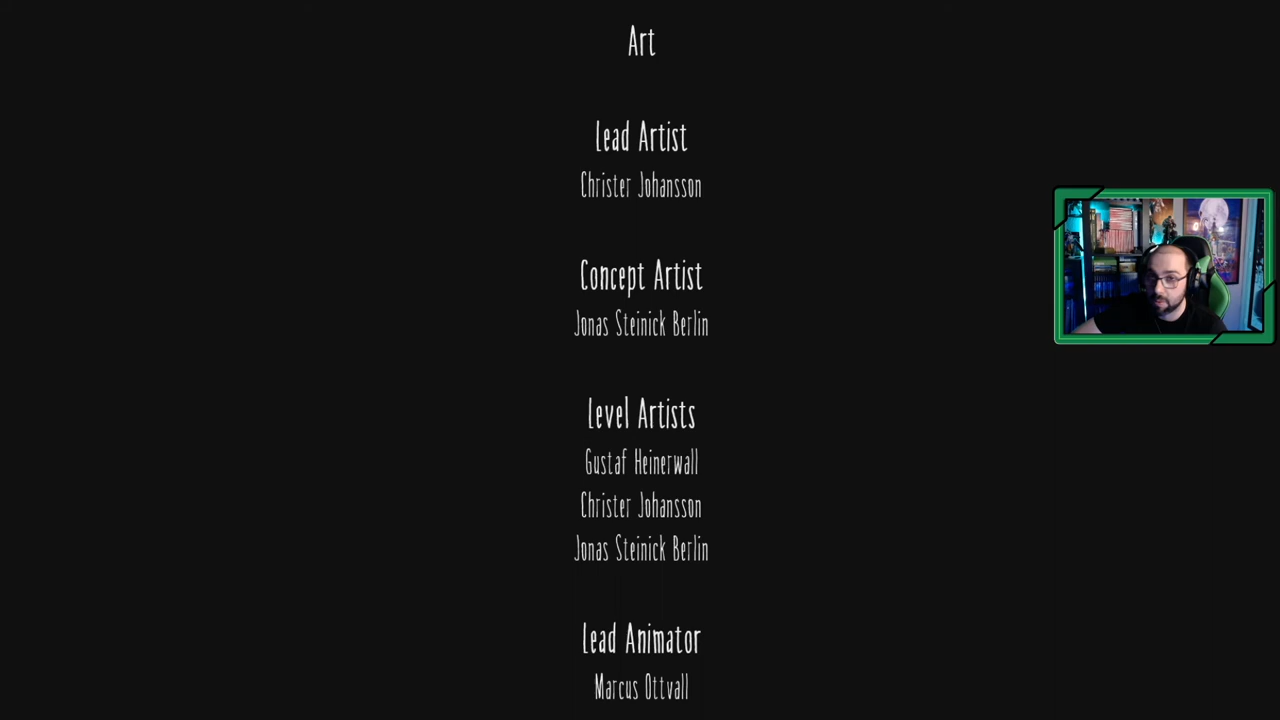 Art
Lead Artist
Christer Johansson
Concept Artist
Jonas Steinick Berlin
Level Artists
Gustaf Heinerwall
Christer Johansson
Jonas Steinick Berlin
Lead Animator
Marcus Ottvall